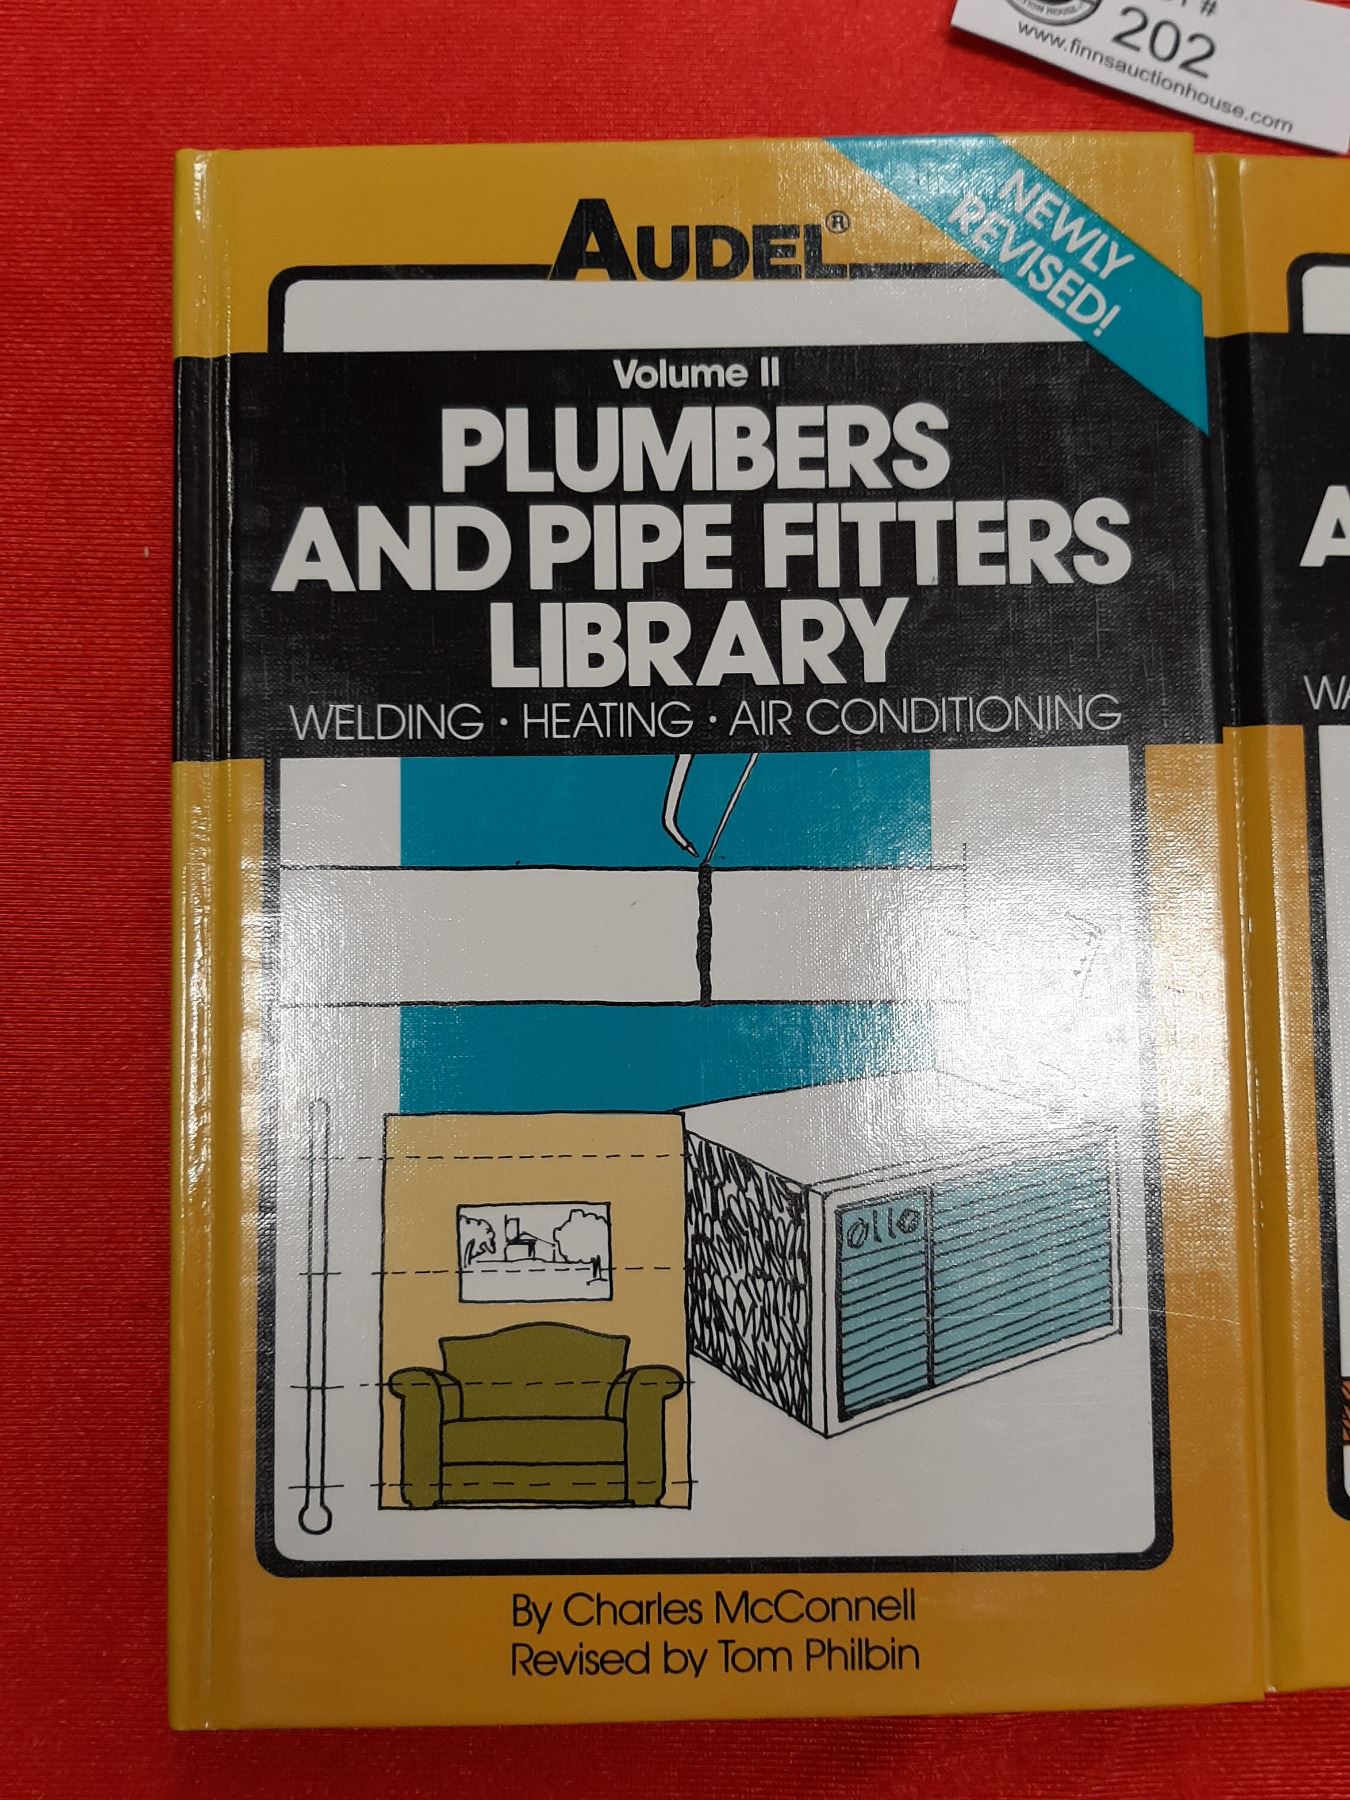 #
202
www.finnsauctionhouse.com
AUDEL®
NEWLY
REVISED!
Volume II
PLUMBERS
AND PIPE FITTERS
LIBRARY
WELDING · HEATING · AIR CONDITIONING
By Charles McConnell
Revised by Tom Philbin
A
WA